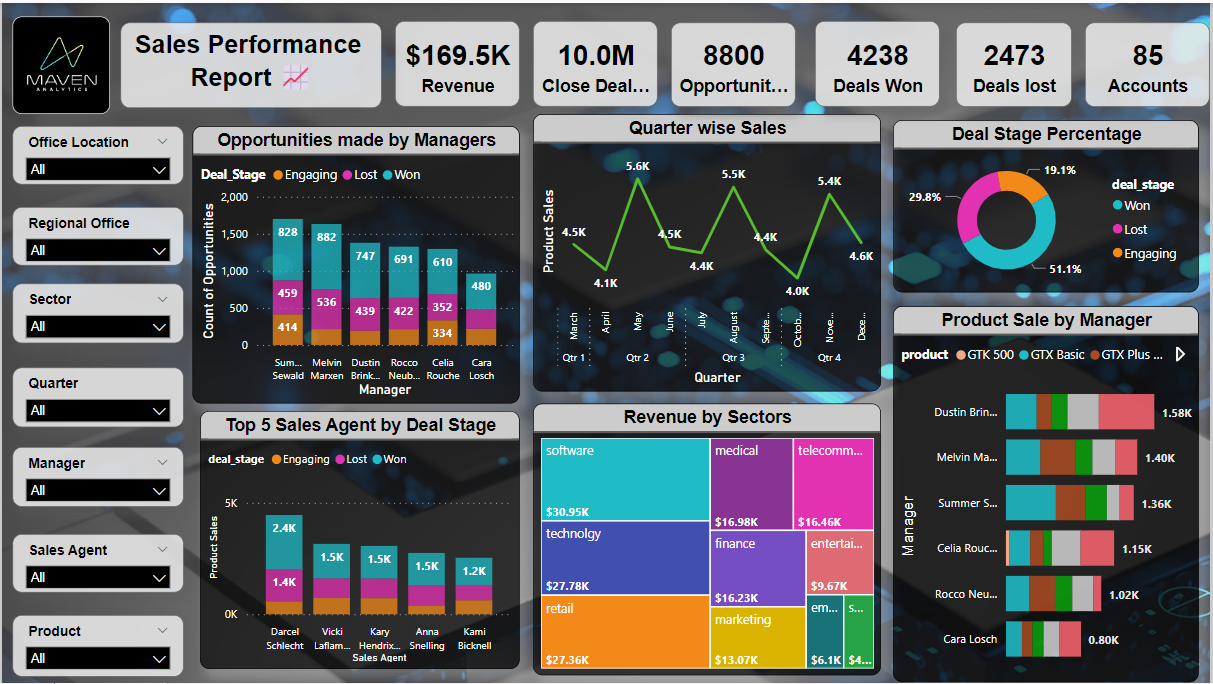 MAVEN
ANALYTICS
Sales Performance
Report
$169.5K
Revenue
10.0M
Close Deal...
8800
Opportunit...
4238
Deals Won
2473
Deals lost
85
Accounts
Office Location
All
Regional Office
All
Sector
All
Quarter
All
Manager
All
Sales Agent
All
Product
All
Opportunities made by Managers
Deal_Stage Engaging Lost Won
Count of Opportunities
2,000
1,500
1,000
500
0
828
459
414
882
536
747
439
691
422
610
352
334
480
Sum... Sewald
Melvin Marxen
Dustin Brink...
Rocco Neub...
Celia Rouche
Cara Losch
Manager
Quarter wise Sales
Product Sales
4.5K
4.1K
5.6K
4.5K
4.4K
5.5K
4.4K
4.0K
5.4K
4.6K
March
April
May
June
July
August
Septe...
Octob...
Nove...
Dece...
Qtr 1
Qtr 2
Qtr 3
Qtr 4
Quarter
Deal Stage Percentage
19.1%
29.8%
51.1%
deal_stage
Won
Lost
Engaging
Top 5 Sales Agent by Deal Stage
deal_stage Engaging Lost Won
Product Sales
5K
0K
2.4K
1.4K
1.5K
1.5K
1.5K
1.2K
Darcel Schlecht
Vicki Laflam...
Kary Hendrix...
Anna Snelling
Kami Bicknell
Sales Agent
Revenue by Sectors
software
$30.95K
technolgy
$27.78K
retail
$27.36K
medical
$16.98K
telecomm...
$16.46K
finance
$16.23K
entertai...
$9.67K
marketing
$13.07K
em...
$6.1K
s...
$4...
Product Sale by Manager
product GTK 500 GTX Basic GTX Plus ...
Manager
Dustin Brin...
1.58K
Melvin Ma...
1.40K
Summer S...
1.36K
Celia Rouc...
1.15K
Rocco Neu...
1.02K
Cara Losch
0.80K